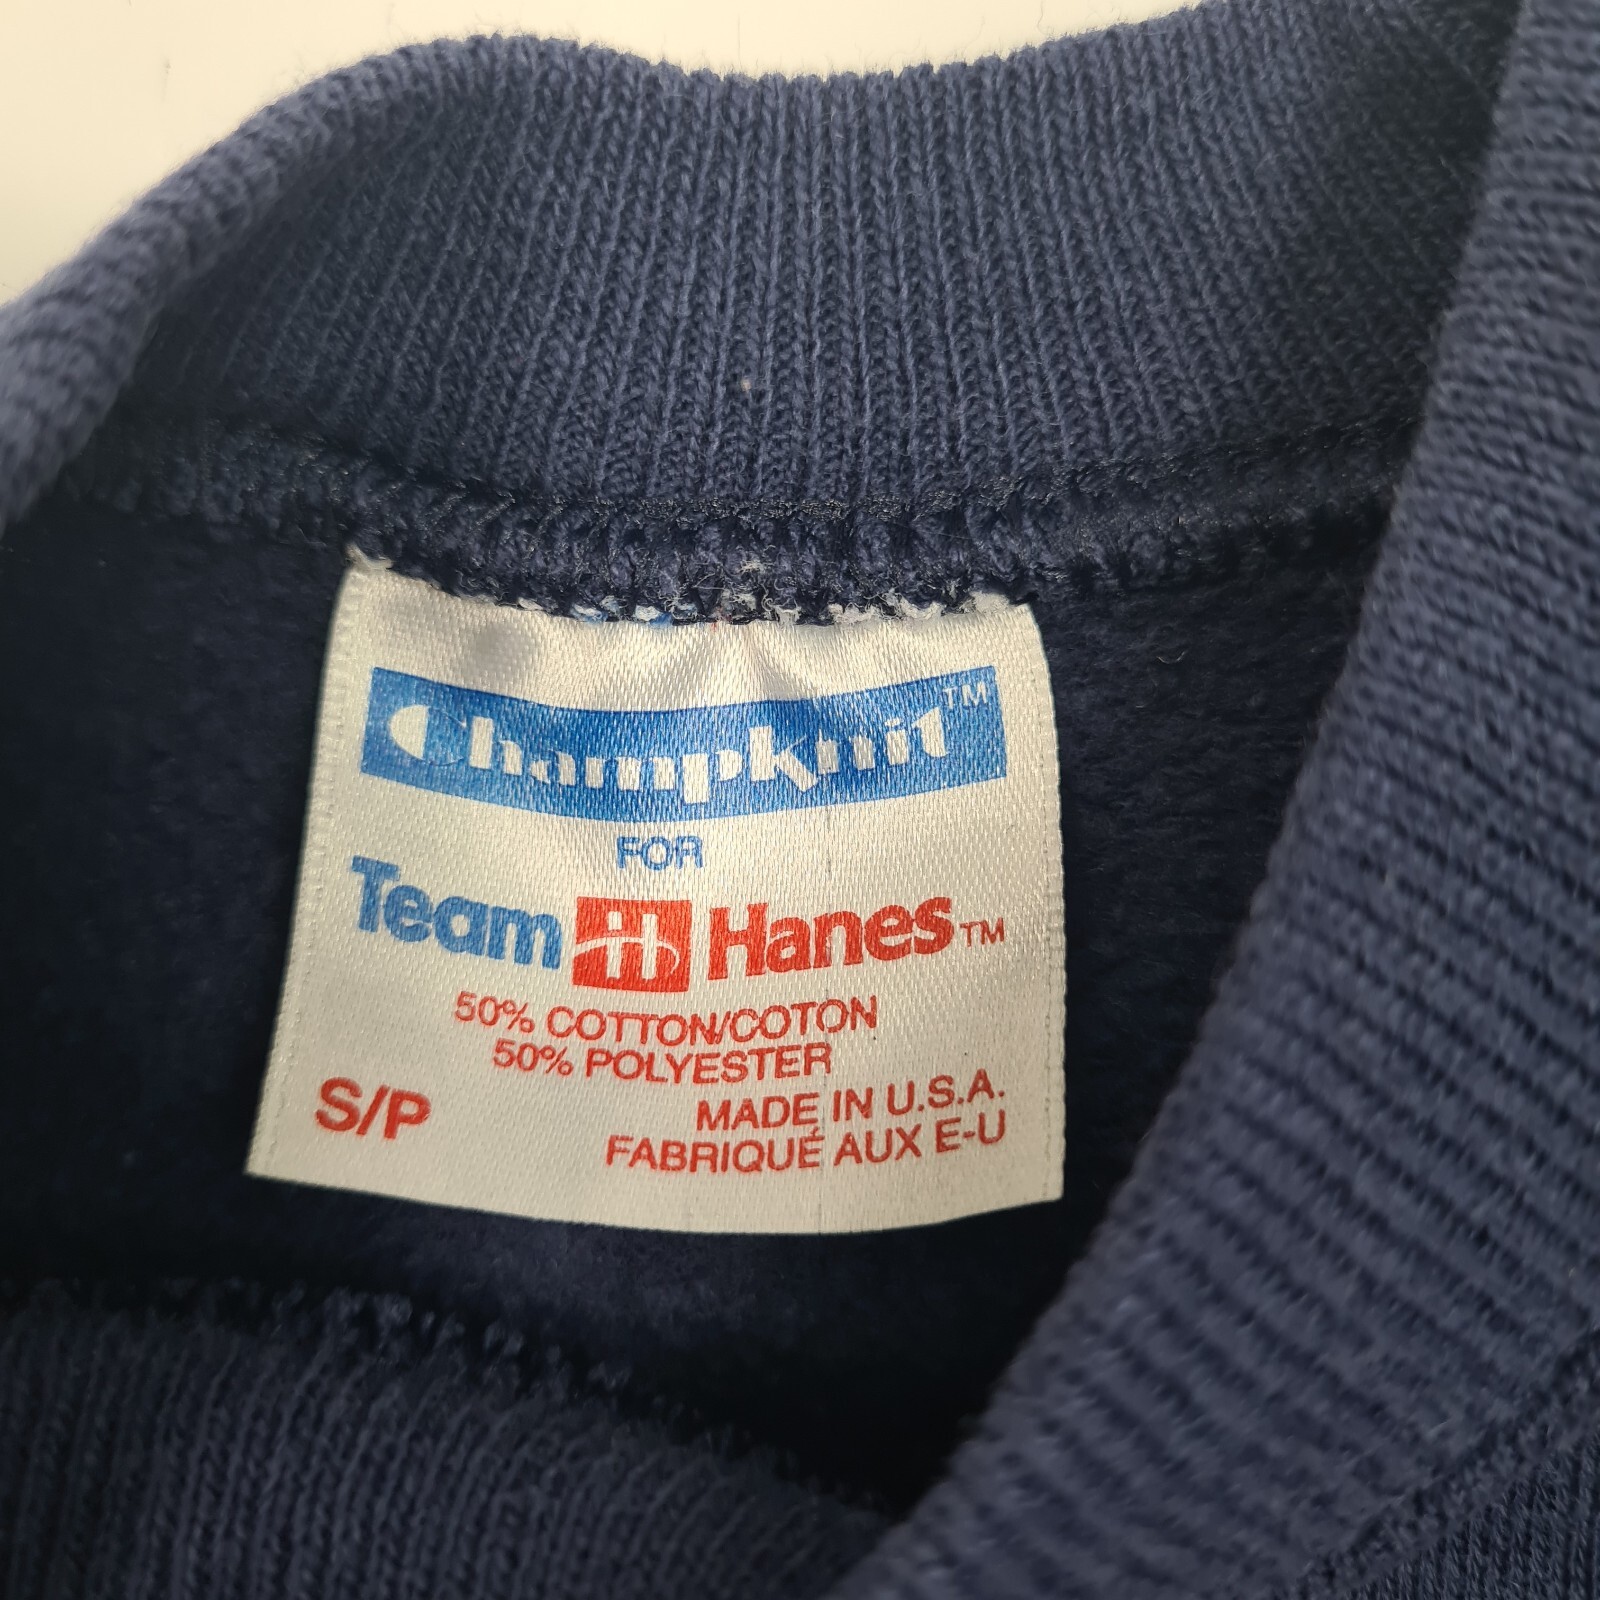 Champknit™
FOR
Team Hanes™
50% COTTON/COTON
50% POLYESTER
S/P
MADE IN U.S.A.
FABRIQUÉ AUX E-U